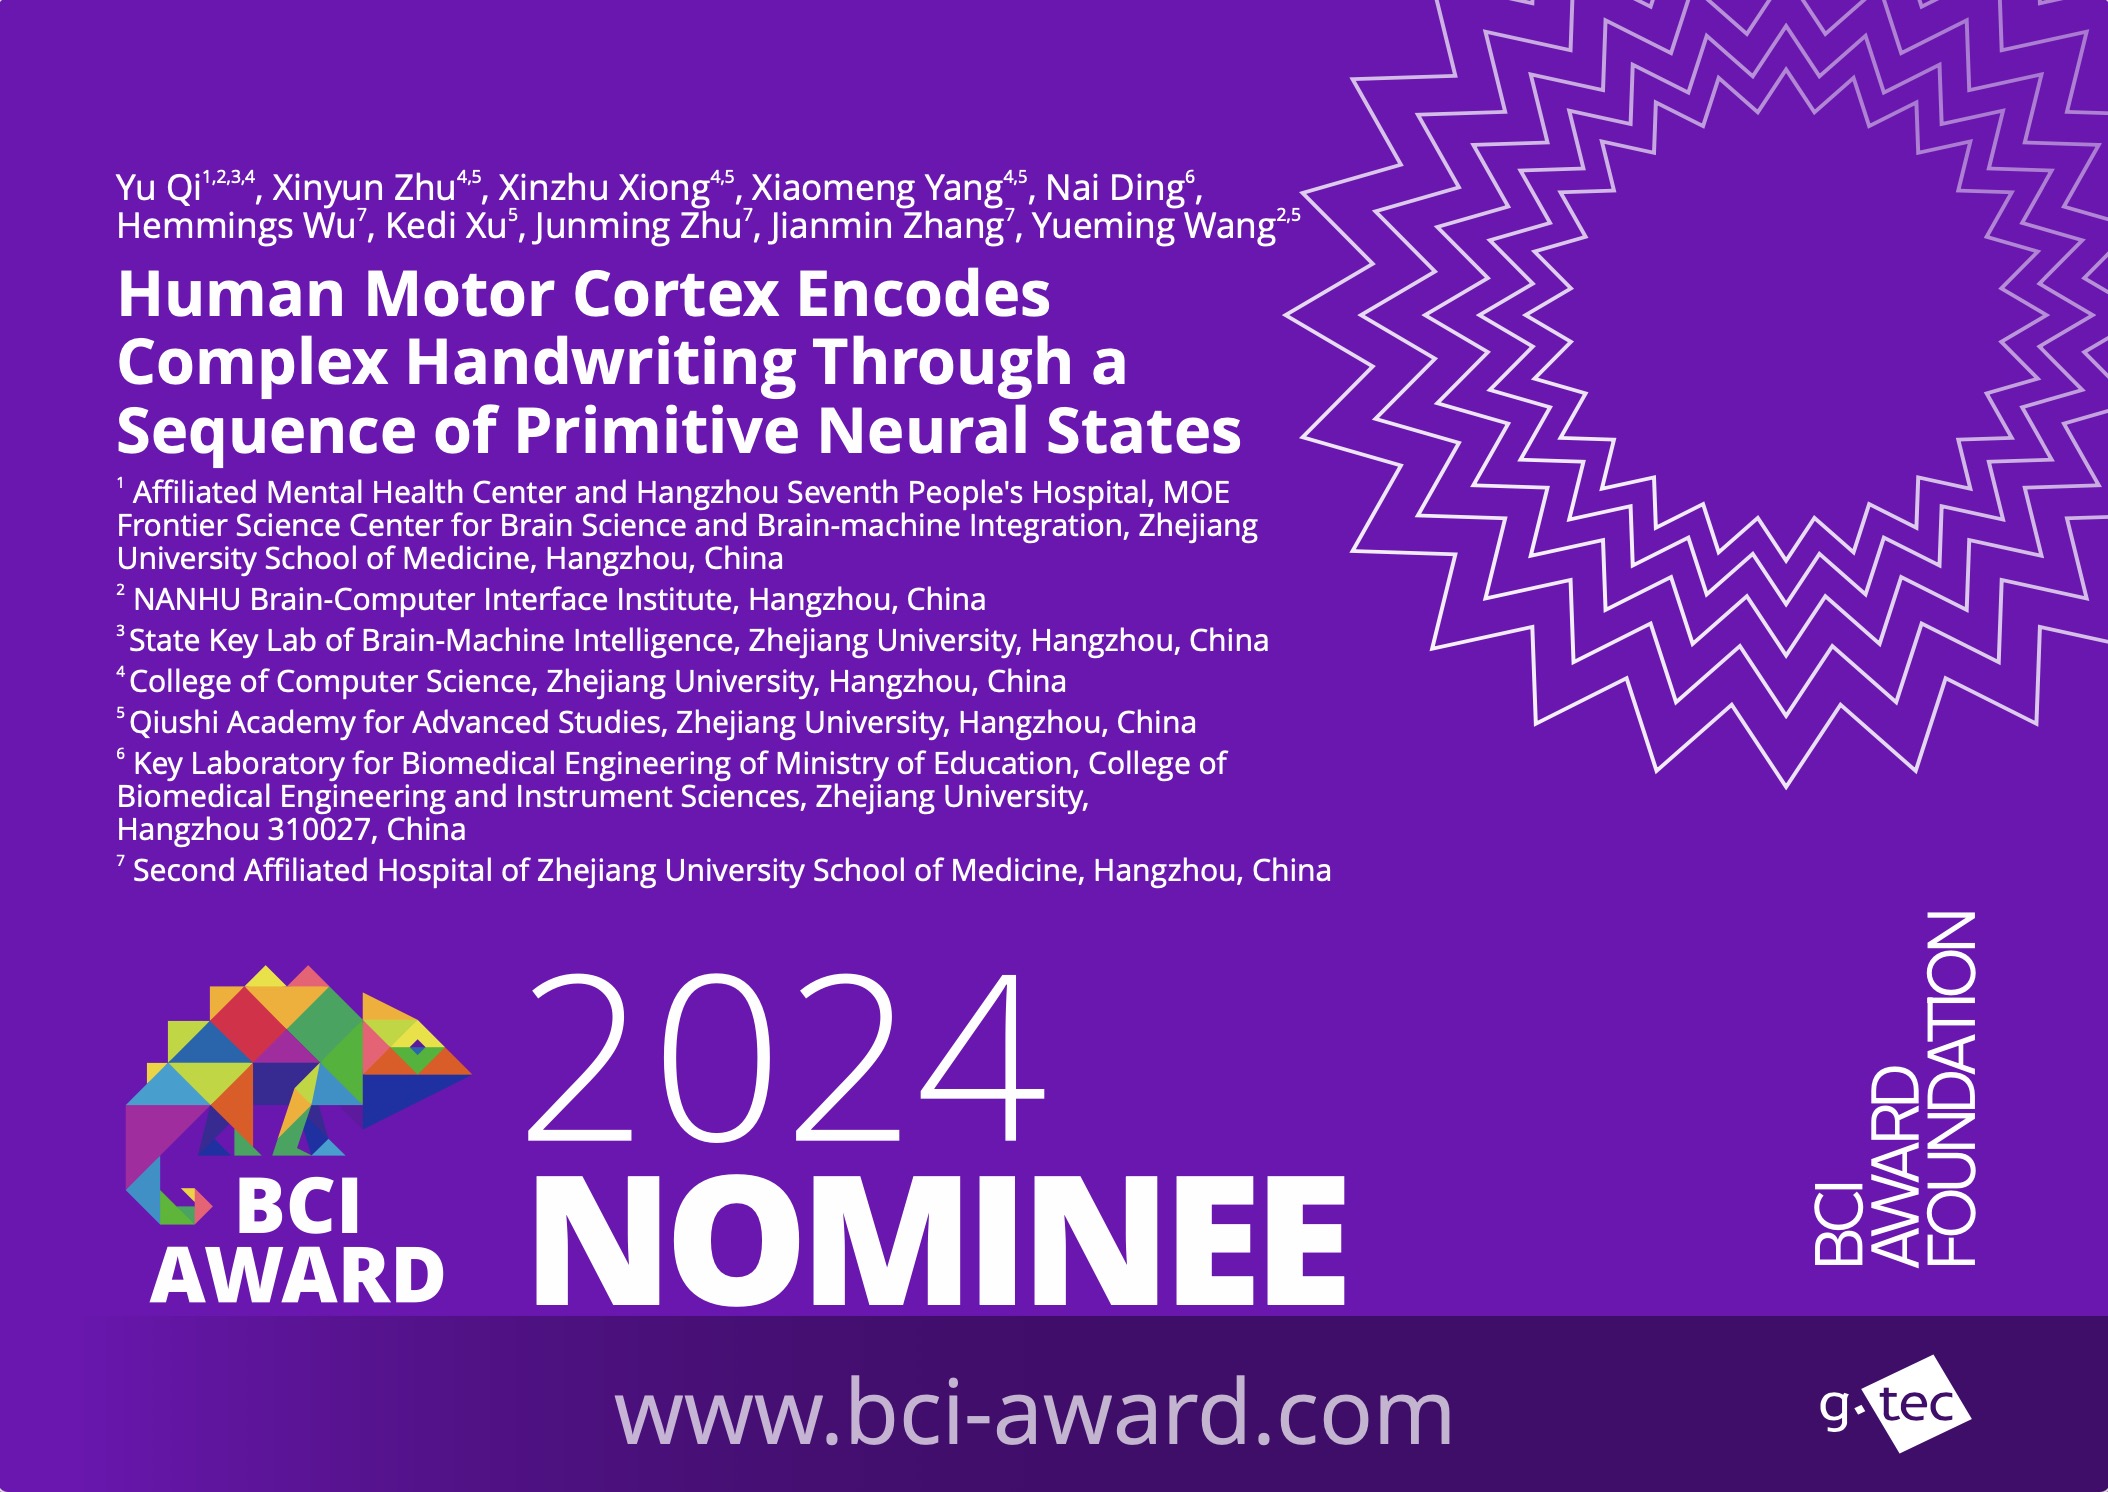 Yu Qi1,2,3,4, Xinyun Zhu4,5, Xinzhu Xiong4,5, Xiaomeng Yang4,5, Nai Ding6,
Hemmings Wu7, Kedi Xu5, Junming Zhu7, Jianmin Zhang7, Yueming Wang2,5
Human Motor Cortex Encodes
Complex Handwriting Through a
Sequence of Primitive Neural States
1 Affiliated Mental Health Center and Hangzhou Seventh People's Hospital, MOE
Frontier Science Center for Brain Science and Brain-machine Integration, Zhejiang
University School of Medicine, Hangzhou, China
2 NANHU Brain-Computer Interface Institute, Hangzhou, China
3 State Key Lab of Brain-Machine Intelligence, Zhejiang University, Hangzhou, China
4 College of Computer Science, Zhejiang University, Hangzhou, China
5 Qiushi Academy for Advanced Studies, Zhejiang University, Hangzhou, China
6 Key Laboratory for Biomedical Engineering of Ministry of Education, College of
Biomedical Engineering and Instrument Sciences, Zhejiang University,
Hangzhou 310027, China
7 Second Affiliated Hospital of Zhejiang University School of Medicine, Hangzhou, China
BCI
AWARD
2024
NOMINEE
BCI
AWARD
FOUNDATION
www.bci-award.com
g.tec